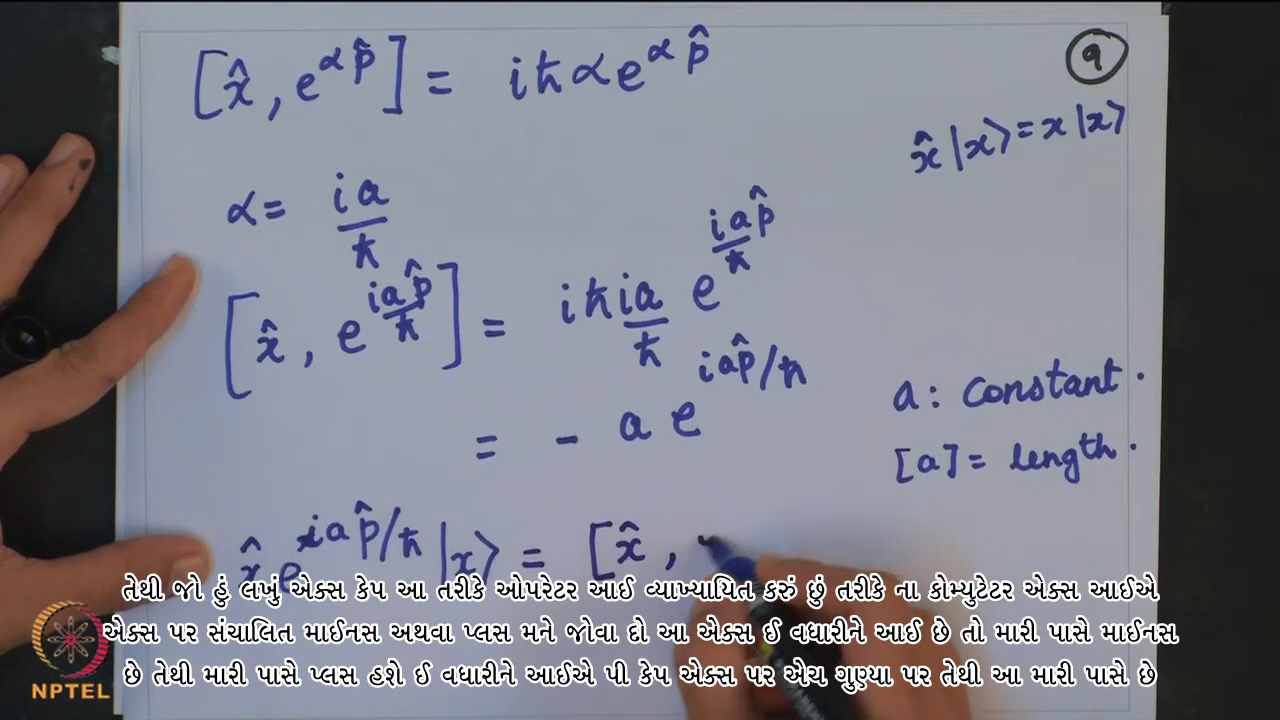 [x̂, e^{αp̂}] = iħαe^{αp̂}
9
x̂|x⟩ = x|x⟩
α = ia/ħ
[x̂, e^{iap̂/ħ}] = iħ ia/ħ e^{iap̂/ħ}
= - a e^{iap̂/ħ}
a: constant.
[a] = length.
x̂ e^{iap̂/ħ}|x⟩ = [x̂,
તેથી જો હું લખું એક્સ કેપ આ તરીકે ઓપરેટર આઈ વ્યાખ્યાયિત કરું છું તરીકે ના કોમ્યુટેટર એક્સ આઈએ
એક્સ પર સંચાલિત માઈનસ અથવા પ્લસ મને જોવા દો આ એક્સ ઈ વધારીને આઈ છે તો મારી પાસે માઈનસ
છે તેથી મારી પાસે પ્લસ હશે ઈ વધારીને આઈએ પી કેપ એક્સ પર એચ ગુણ્યા પર તેથી આ મારી પાસે છે
NPTEL